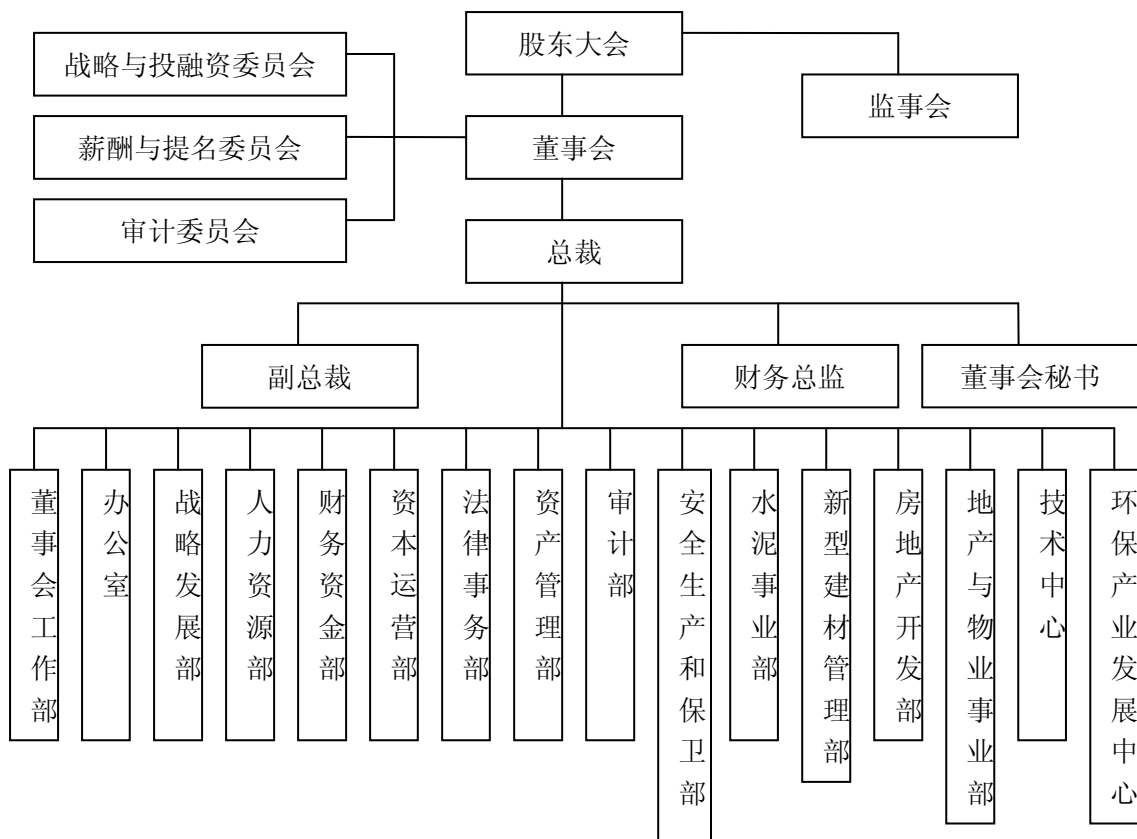 股东大会
战略与投融资委员会
监事会
薪酬与提名委员会
董事会
审计委员会
总裁
副总裁
财务总监
董事会秘书
董事会工作部
办公室
战略发展部
人力资源部
财务资金部
资本运营部
法律事务部
资产管理部
审计部
安全生产和保卫部
水泥事业部
新型建材管理部
房地产开发部
地产与物业事业部
技术中心
环保产业发展中心